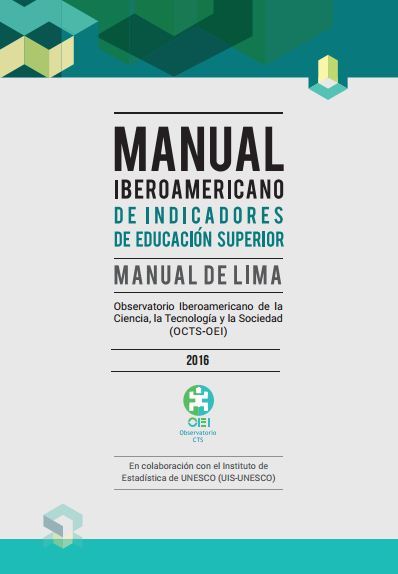 MANUAL
IBEROAMERICANO
DE INDICADORES
DE EDUCACIÓN SUPERIOR
MANUAL DE LIMA
Observatorio Iberoamericano de la
Ciencia, la Tecnología y la Sociedad
(OCTS-OEI)
2016
OEI
Observatorio
CTS
En colaboración con el Instituto de
Estadística de UNESCO (UIS-UNESCO)